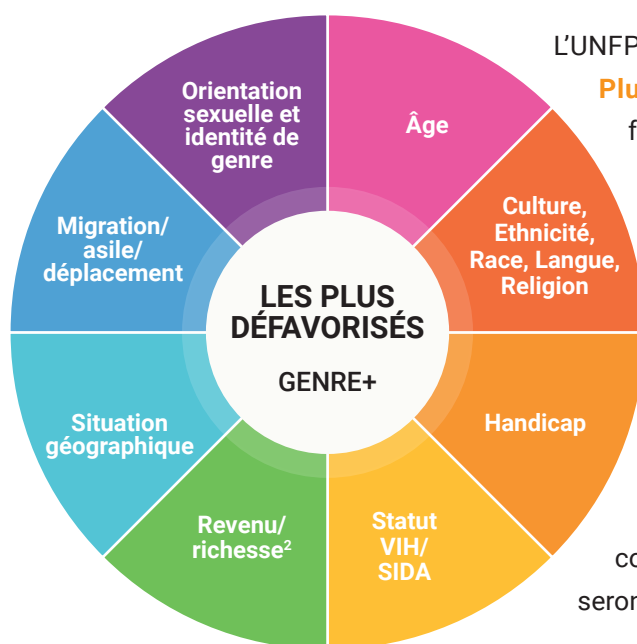 L'UNFP
Plu
f
Orientation
sexuelle et
identité de
genre
Âge
Culture,
Ethnicité,
Race, Langue,
Religion
Handicap
Statut
VIH/
SIDA
Revenu/
richesse²
Situation
géographique
Migration/
asile/
déplacement
LES PLUS
DÉFAVORISÉS
GENRE+
co
seron